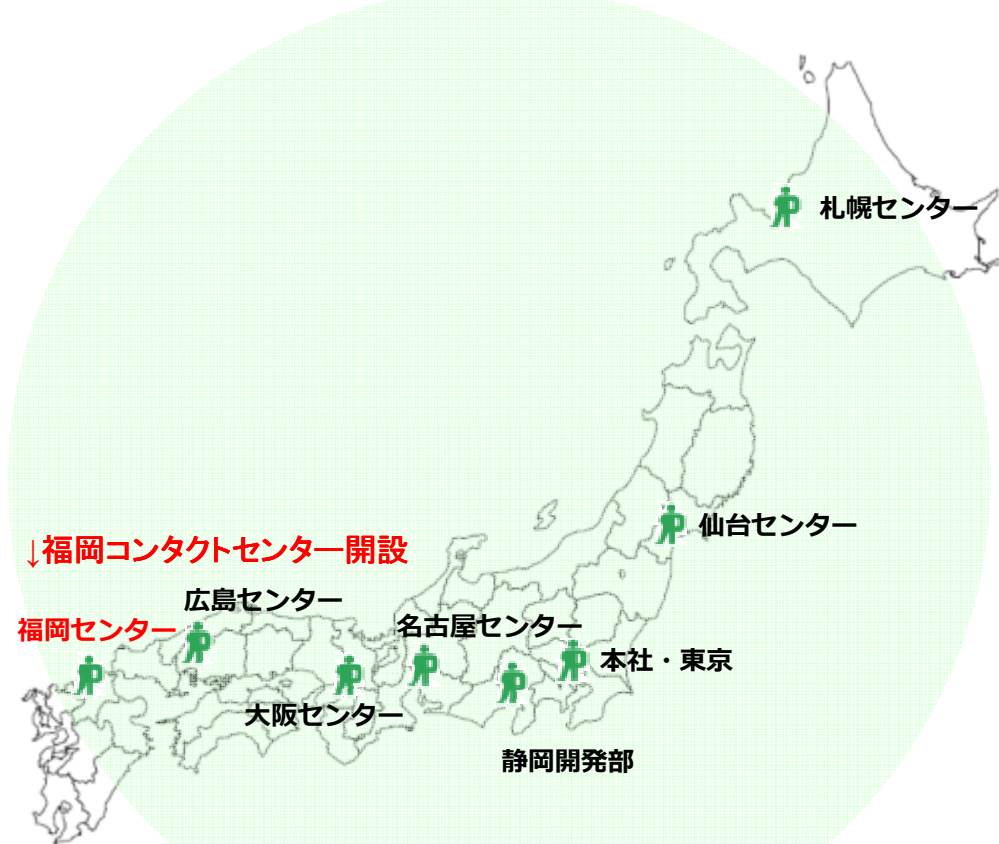 札幌センター
仙台センター
↓福岡コンタクトセンター開設
広島センター
福岡センター
名古屋センター
本社・東京
大阪センター
静岡開発部